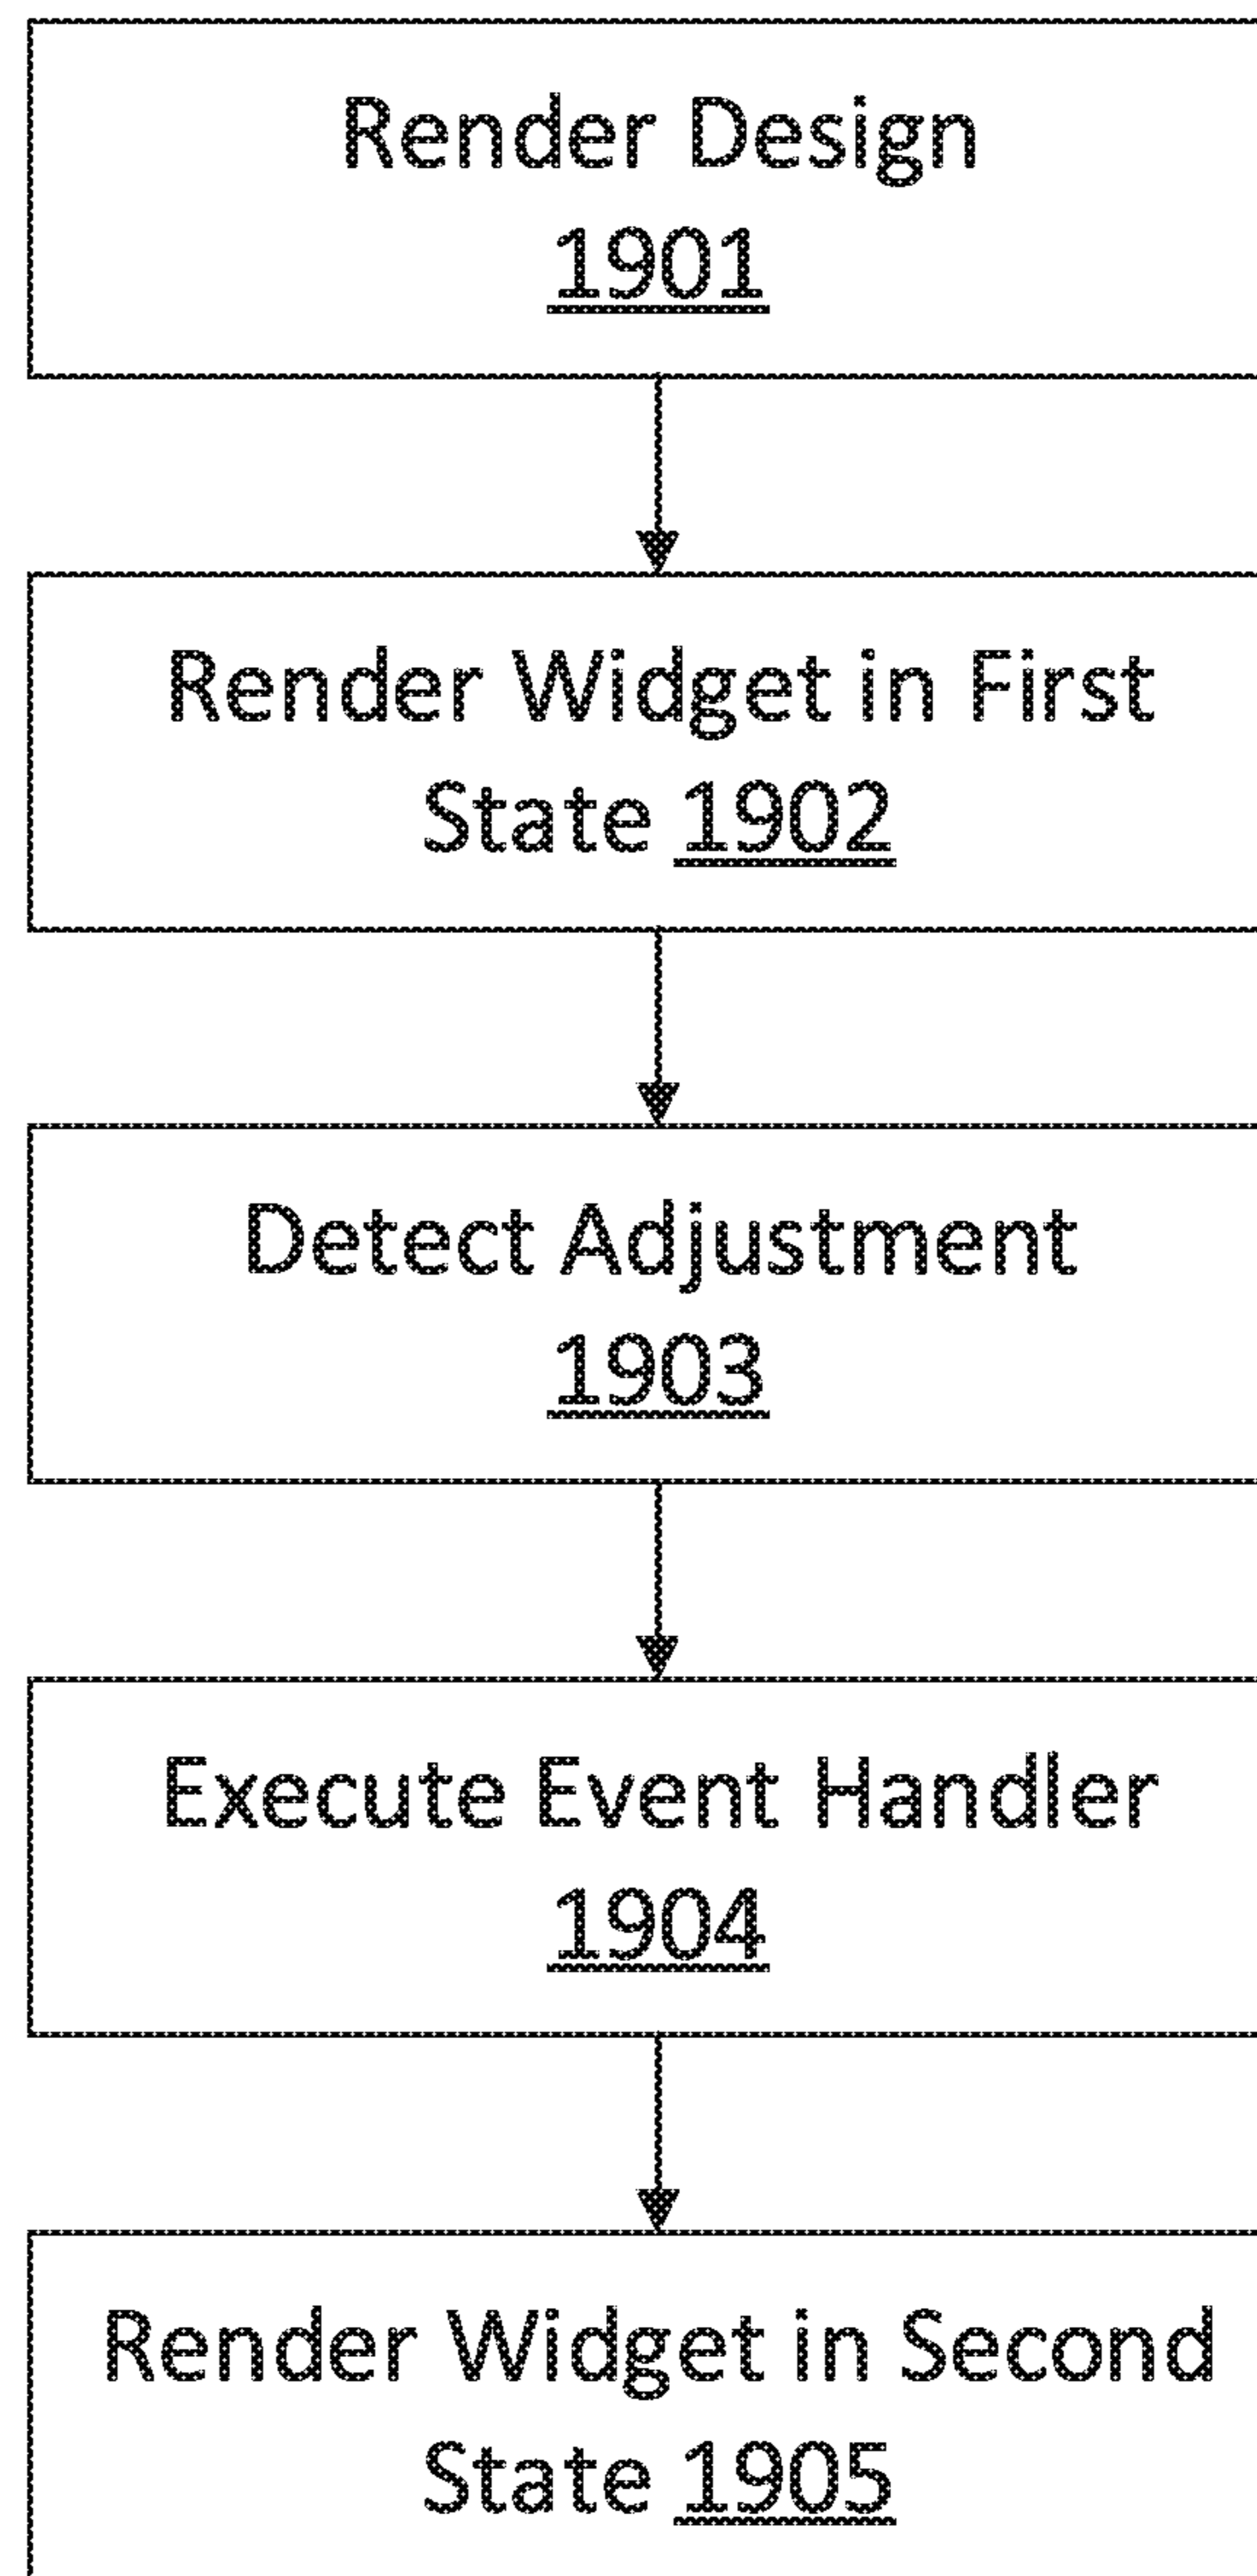 Render Design
1901
Render Widget in First
State 1902
Detect Adjustment
1903
Execute Event Handler
1904
Render Widget in Second
State 1905